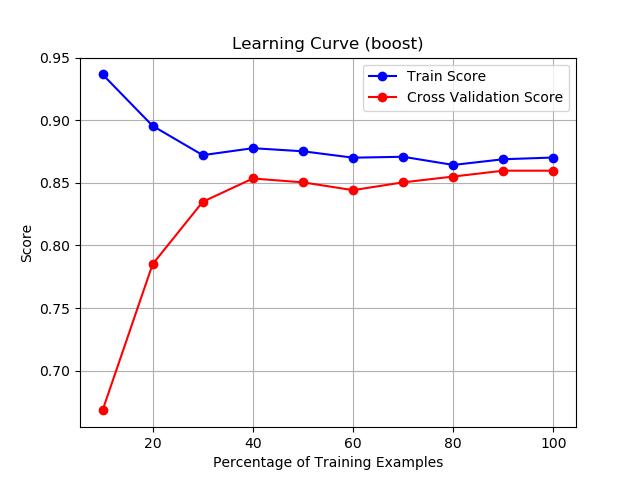 Learning Curve (boost)
0.95
0.90
0.85
0.80
0.75
0.70
Score
Train Score
Cross Validation Score
20 40 60 80 100
Percentage of Training Examples